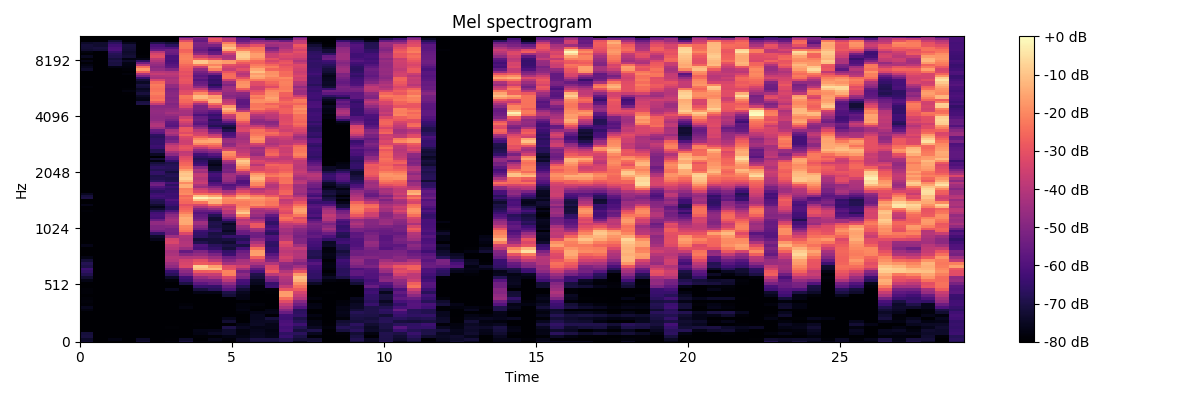 Mel spectrogram
+0 dB
8192
-10 dB
4096
-20 dB
-30 dB
2048
Hz
-40 dB
1024
-50 dB
-60 dB
512
-70 dB
0
-80 dB
0 5 10 15 20 25
Time